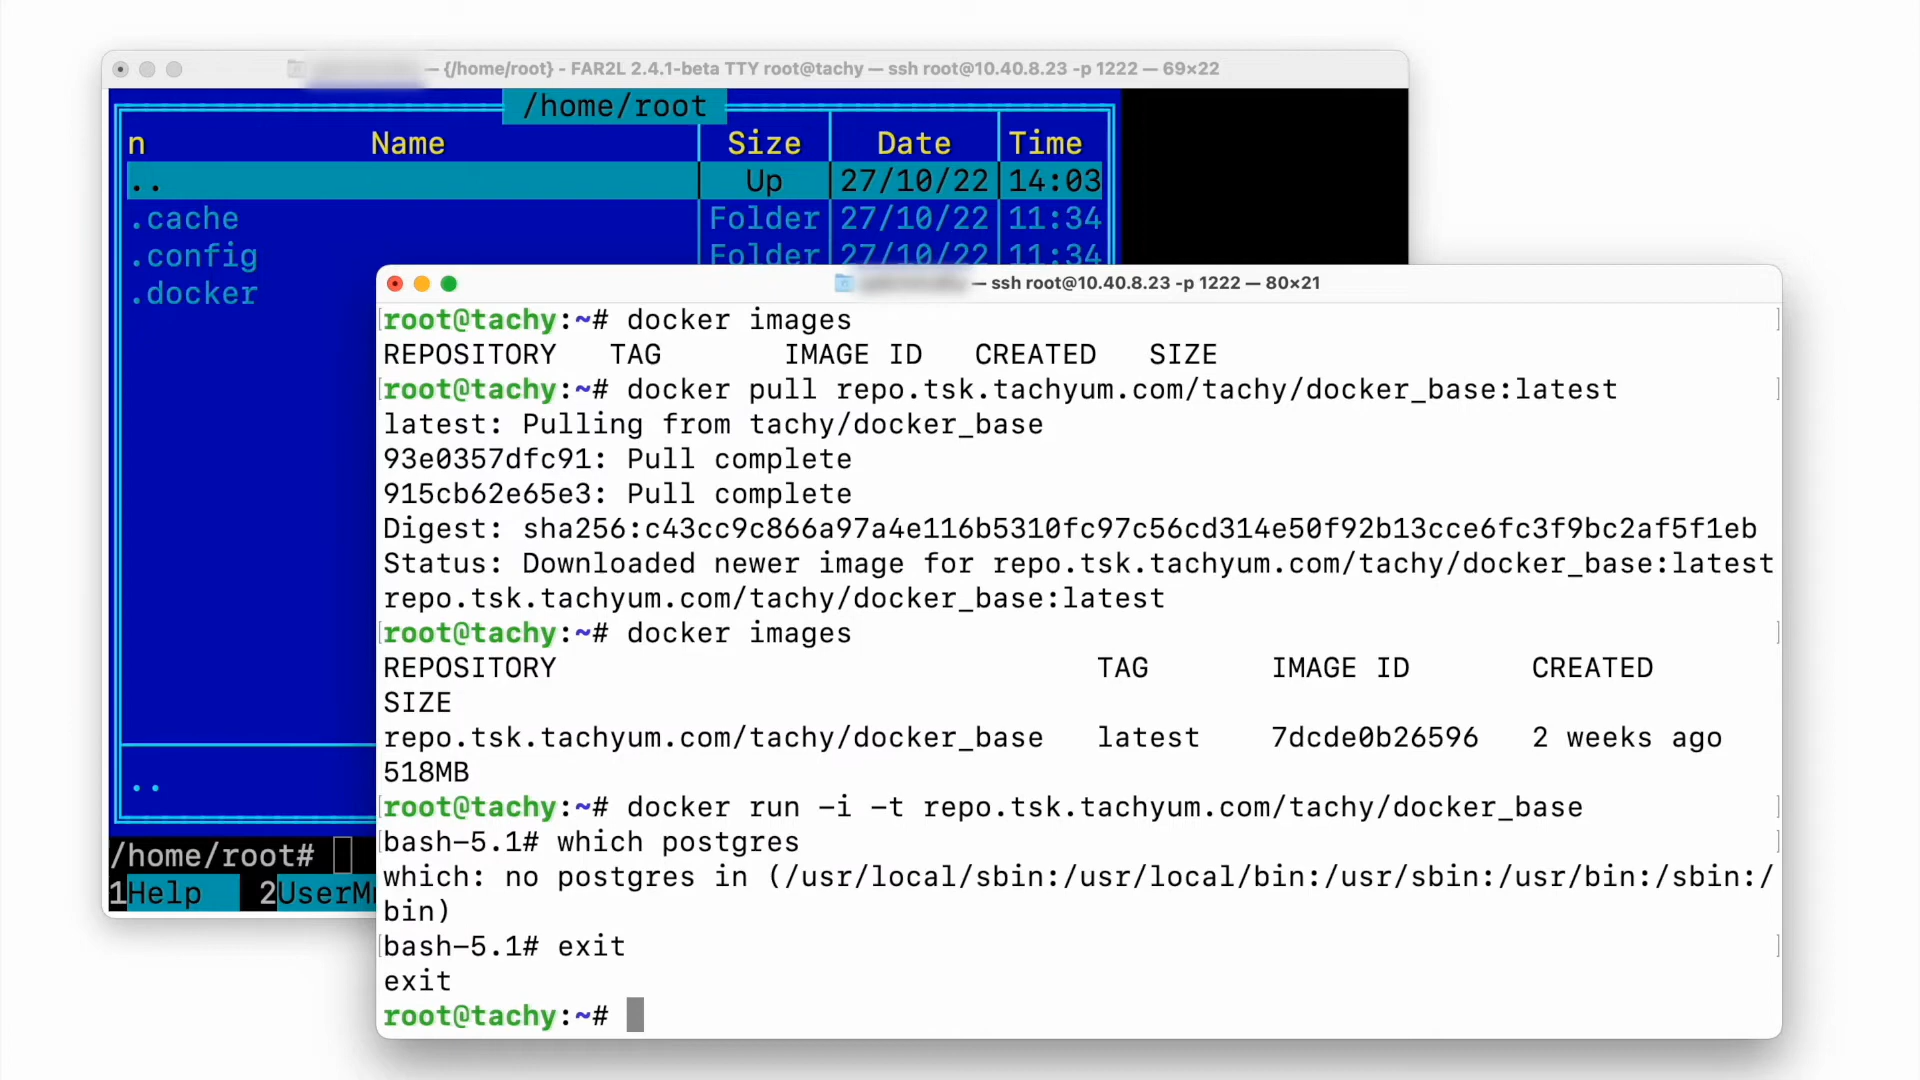 — {/home/root} - FAR2L 2.4.1-beta TTY root@tachy — ssh root@10.40.8.23 -p 1222 — 69×22
/home/root
n Name Size Date Time
.. Up 27/10/22 14:03
.cache Folder 27/10/22 11:34
.config Folder 27/10/22 11:34
.docker
..
/home/root#
1Help 2UserM
— ssh root@10.40.8.23 -p 1222 — 80×21
root@tachy:~# docker images
REPOSITORY TAG IMAGE ID CREATED SIZE
root@tachy:~# docker pull repo.tsk.tachyum.com/tachy/docker_base:latest
latest: Pulling from tachy/docker_base
93e0357dfc91: Pull complete
915cb62e65e3: Pull complete
Digest: sha256:c43cc9c866a97a4e116b5310fc97c56cd314e50f92b13cce6fc3f9bc2af5f1eb
Status: Downloaded newer image for repo.tsk.tachyum.com/tachy/docker_base:latest
repo.tsk.tachyum.com/tachy/docker_base:latest
root@tachy:~# docker images
REPOSITORY TAG IMAGE ID CREATED
SIZE
repo.tsk.tachyum.com/tachy/docker_base latest 7dcde0b26596 2 weeks ago
518MB
root@tachy:~# docker run -i -t repo.tsk.tachyum.com/tachy/docker_base
bash-5.1# which postgres
which: no postgres in (/usr/local/sbin:/usr/local/bin:/usr/sbin:/usr/bin:/sbin:/
bin)
bash-5.1# exit
exit
root@tachy:~#